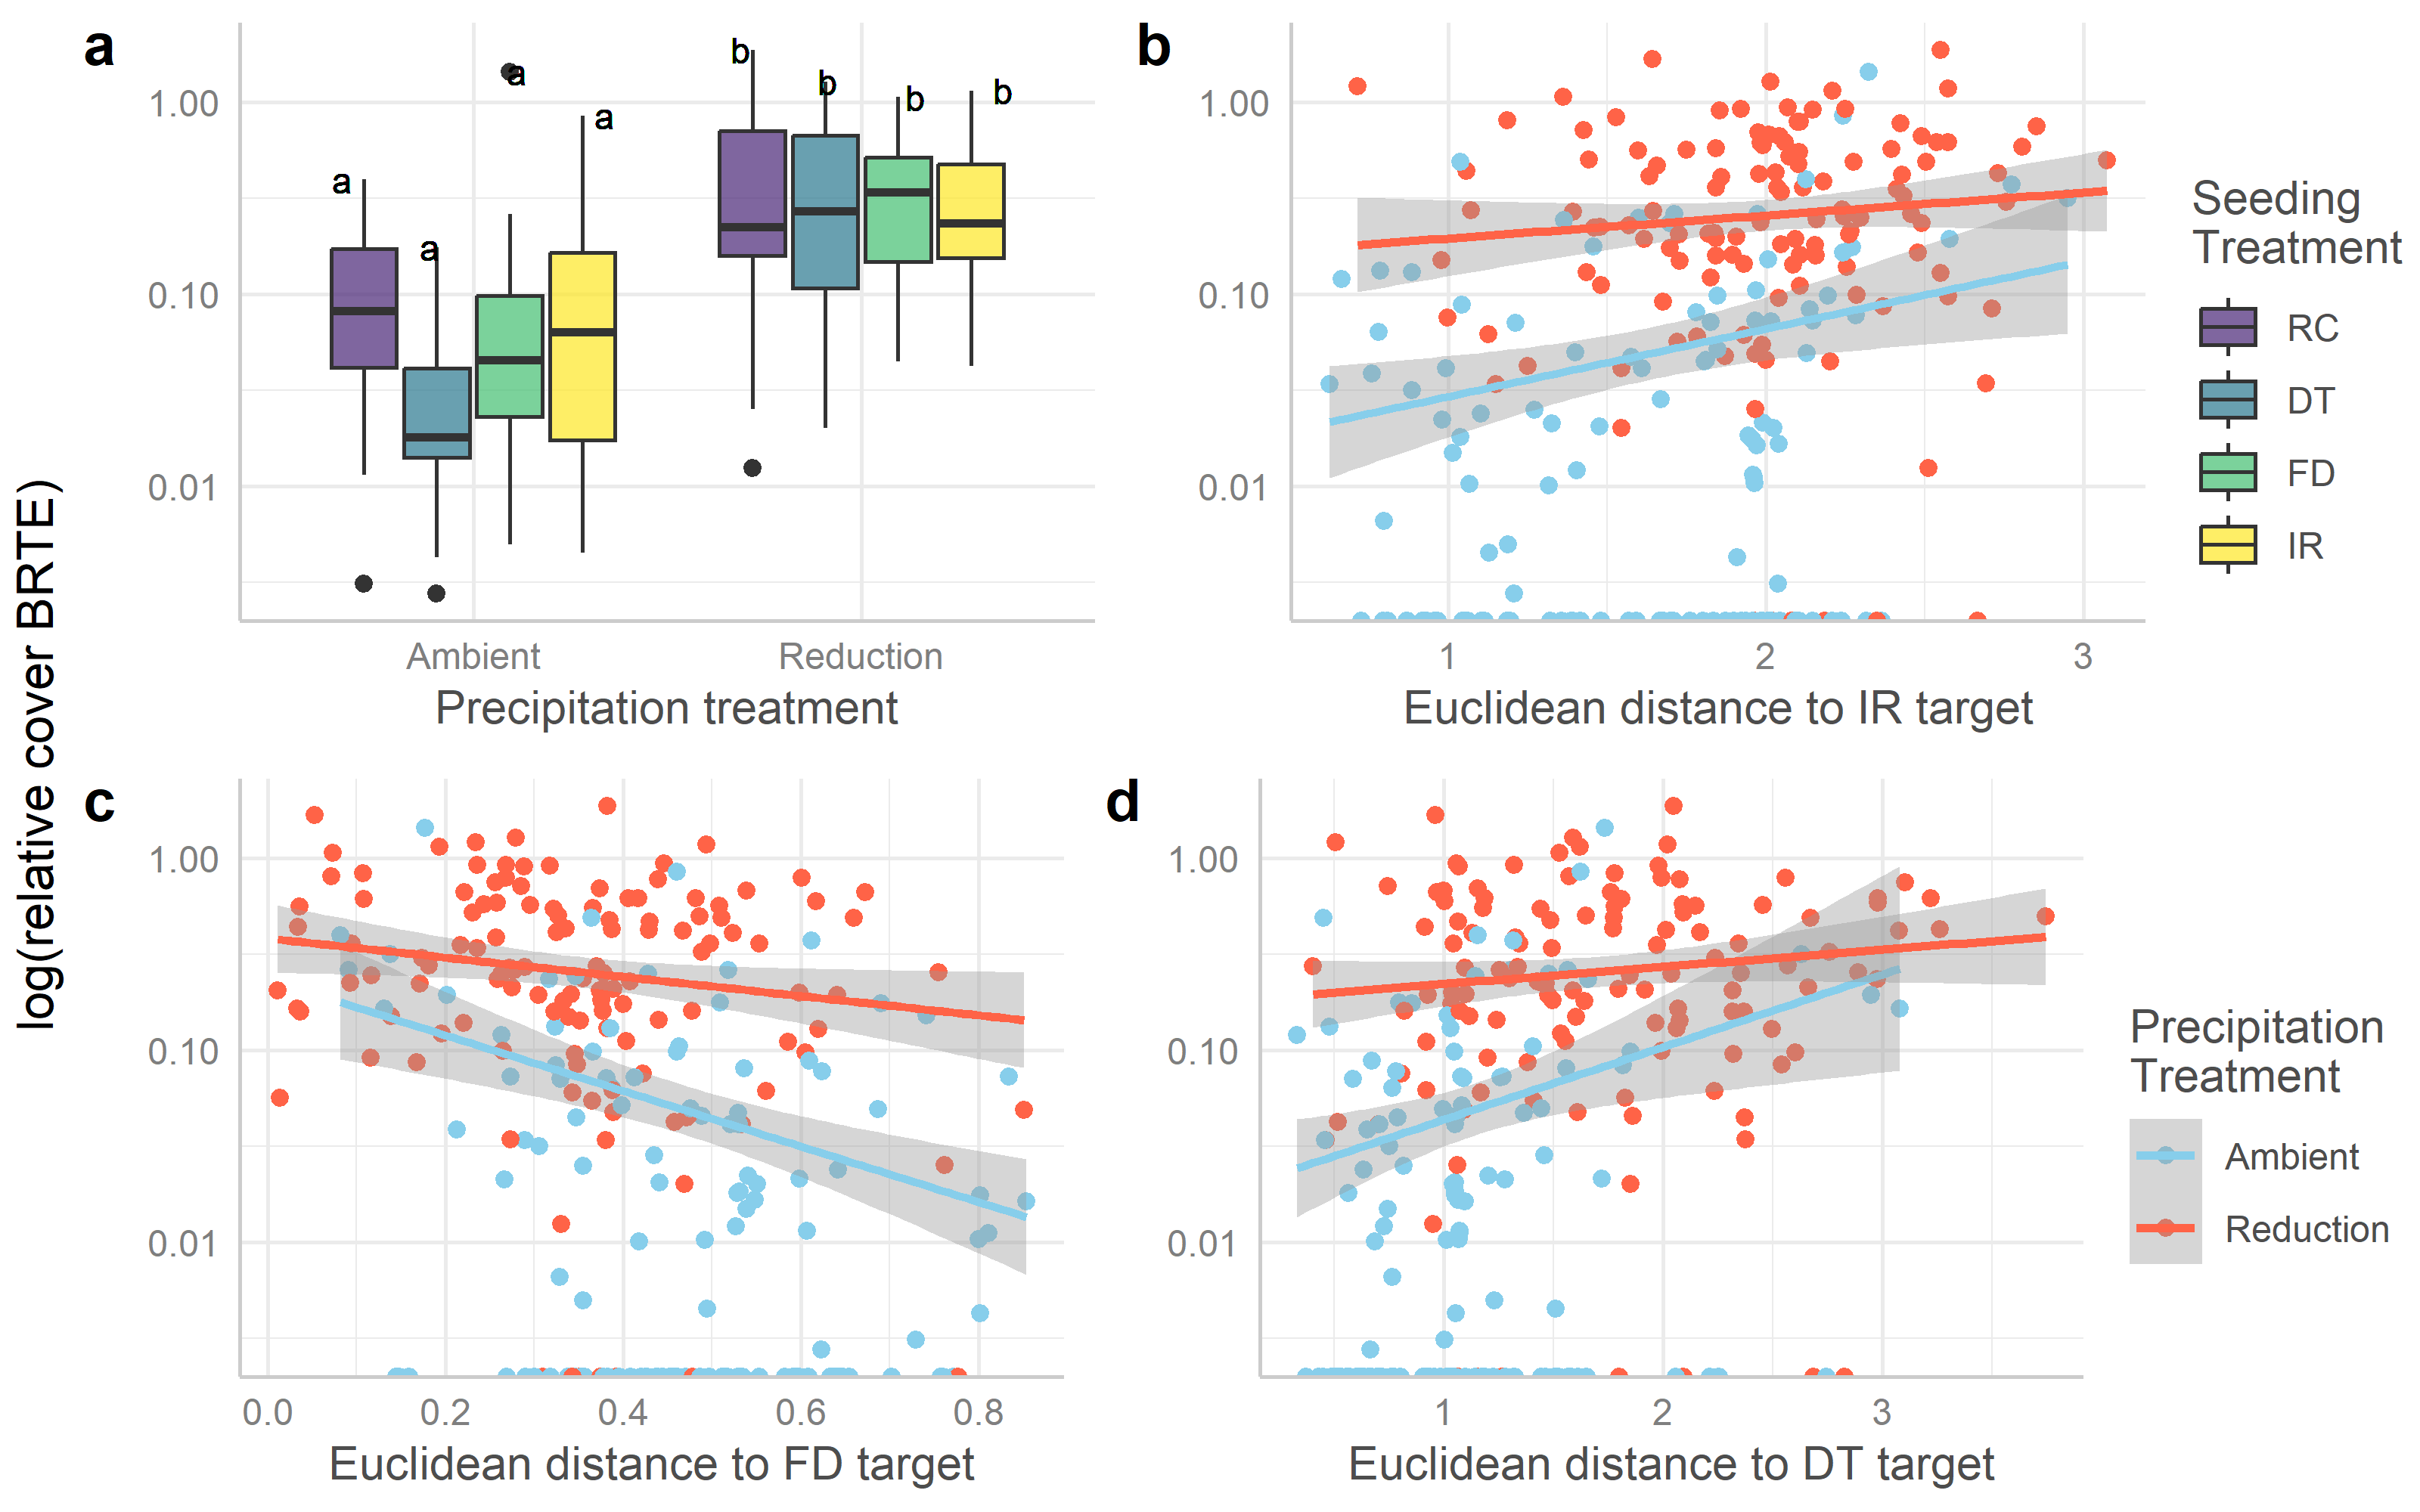 log(relative cover BRTE)
a
1.00
0.10
0.01
a
a
a
a
b
b
b
b
Ambient
Reduction
Precipitation treatment
b
1.00
0.10
0.01
1
2
3
Euclidean distance to IR target
Seeding
Treatment
RC
DT
FD
IR
c
1.00
0.10
0.01
0.0
0.2
0.4
0.6
0.8
Euclidean distance to FD target
d
1.00
0.10
0.01
1
2
3
Euclidean distance to DT target
Precipitation
Treatment
Ambient
Reduction